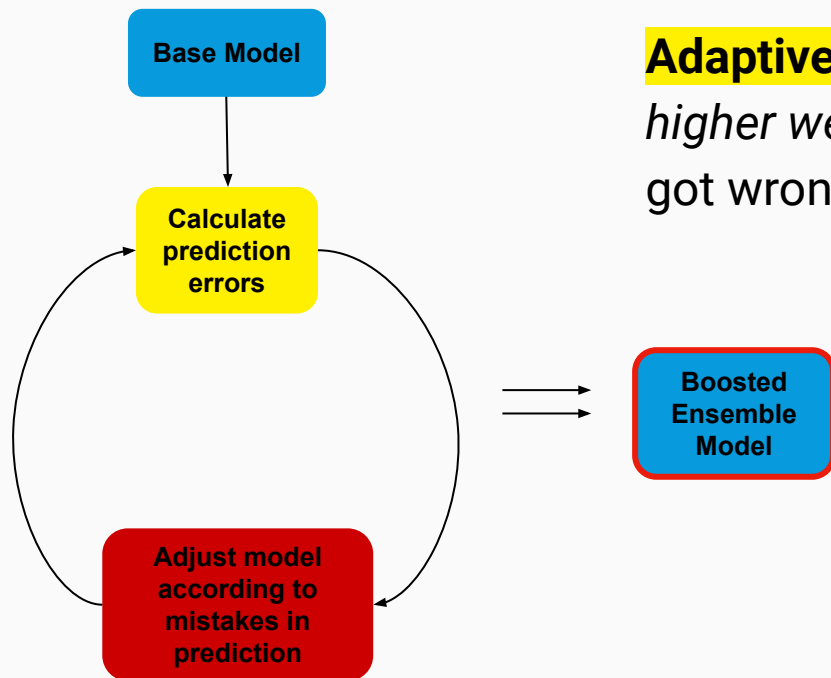 Base Model
Adaptive
higher we
got wron
Calculate
prediction
errors
Boosted
Ensemble
Model
Adjust model
according to
mistakes in
prediction